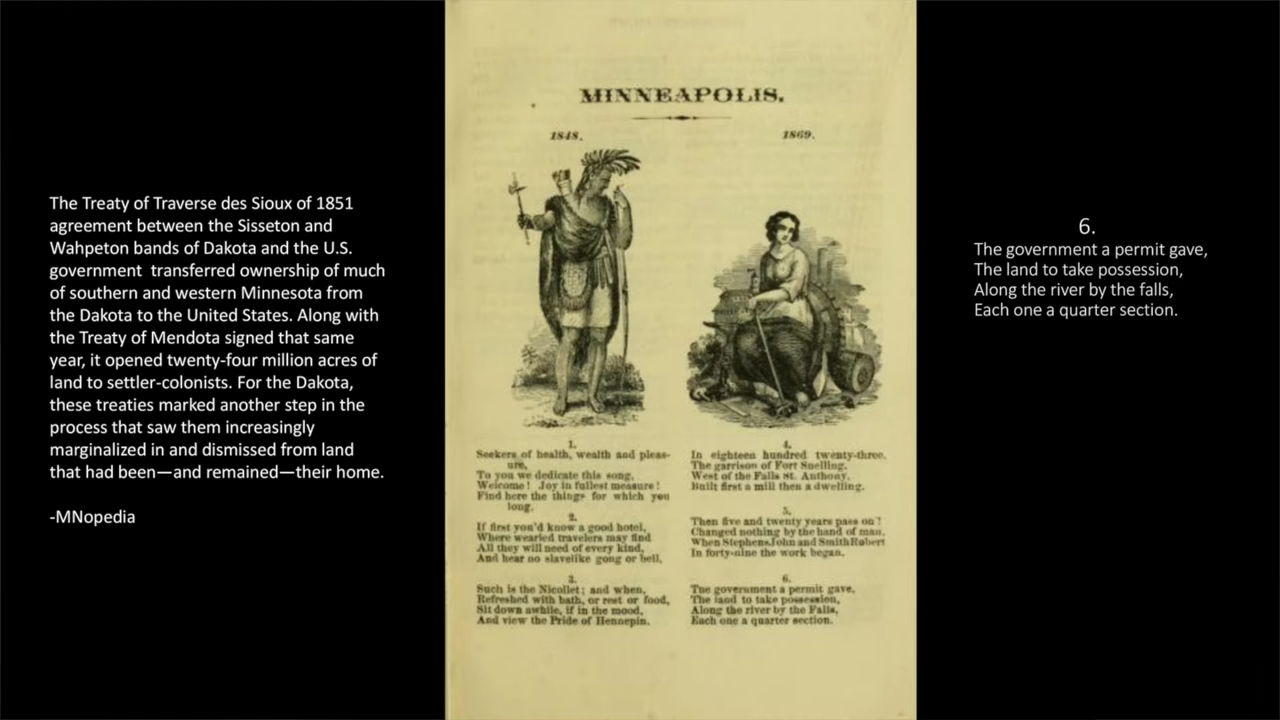 The Treaty of Traverse des Sioux of 1851
agreement between the Sisseton and
Wahpeton bands of Dakota and the U.S.
government transferred ownership of much
of southern and western Minnesota from
the Dakota to the United States. Along with
the Treaty of Mendota signed that same
year, it opened twenty-four million acres of
land to settler-colonists. For the Dakota,
these treaties marked another step in the
process that saw them increasingly
marginalized in and dismissed from land
that had been—and remained—their home.
-MNopedia
MINNEAPOLIS.
1848.
1869.
1.
Seekers of health, wealth and pleas-
ure,
To you we dedicate this song,
Welcome! Joy in fullest measure!
Find here the things for which you
long.
2.
If first you'd know a good hotel,
Where wearied travelers may find
All they will need of every kind,
And hear no slavelike gong or bell,
3.
Such is the Nicollet; and when,
Refreshed with bath, or rest or food,
Sit down awhile, if in the mood,
And view the Pride of Hennepin.
4.
In eighteen hundred twenty-three,
The garrison of Fort Snelling,
West of the Falls St. Anthony,
Built first a mill then a dwelling.
5.
Then five and twenty years pass on!
Changed nothing by the hand of man,
When Stephens John and Smith Robert
In forty-nine the work began.
6.
The government a permit gave,
The land to take possession,
Along the river by the Falls,
Each one a quarter section.
6.
The government a permit gave,
The land to take possession,
Along the river by the falls,
Each one a quarter section.